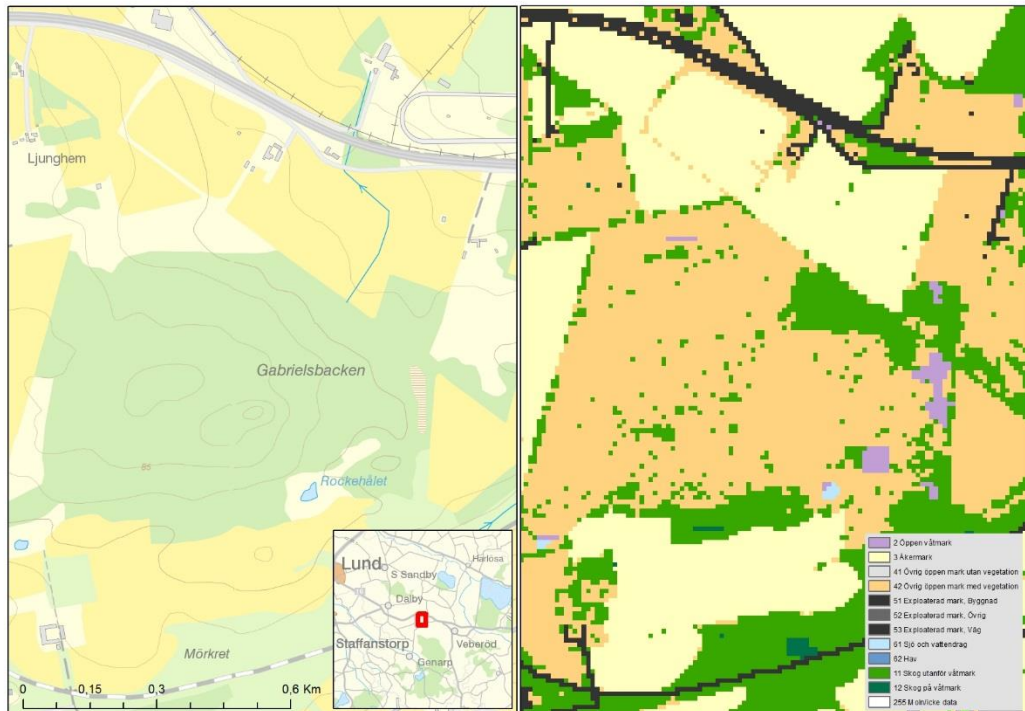 Ljunghem
Gabrielsbacken
85
Rockehålet
Mörkret
0 0,15 0,3 0,6 Km
Lund
S Sandby
Harlösa
Dalby
Staffanstorp
Veberöd
Genarp
2 Öppen våtmark
3 Åkermark
41 Övrig öppen mark utan vegetation
42 Övrig öppen mark med vegetation
51 Exploaterad mark, Byggnad
52 Exploaterad mark, Övrig
53 Exploaterad mark, Väg
61 Sjö och vattendrag
62 Hav
11 Skog utanför våtmark
12 Skog på våtmark
255 Moln/icke data